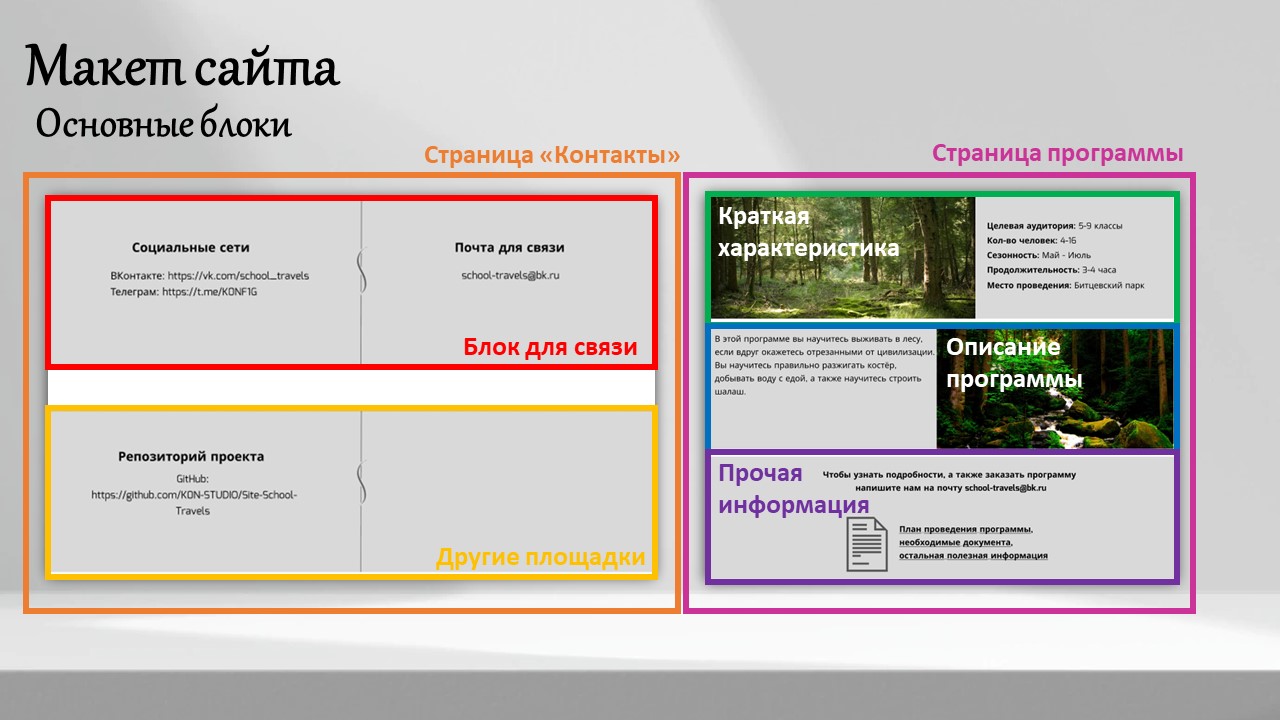 Макет сайта
Основные блоки
Страница «Контакты»
Социальные сети
ВКонтакте: https://vk.com/school_travels
Телеграм: https://t.me/K0NF1G
Почта для связи
school-travels@bk.ru
Блок для связи
Репозиторий проекта
GitHub:
https://github.com/KON-STUDIO/Site-School-
Travels
Другие площадки
Страница программы
Краткая
характеристика
Целевая аудитория: 5-9 классы
Кол-во человек: 4-16
Сезонность: Май - Июль
Продолжительность: 3-4 часа
Место проведения: Битцевский парк
В этой программе вы научитесь выживать в лесу,
если вдруг окажетесь отрезанными от цивилизации.
Вы научитесь правильно разжигать костёр,
добывать воду с едой, а также научитесь строить
шалаш.
Описание
программы
Прочая
информация
Чтобы узнать подробности, а также заказать программу
напишите нам на почту school-travels@bk.ru
План проведения программы,
необходимые документа,
остальная полезная информация